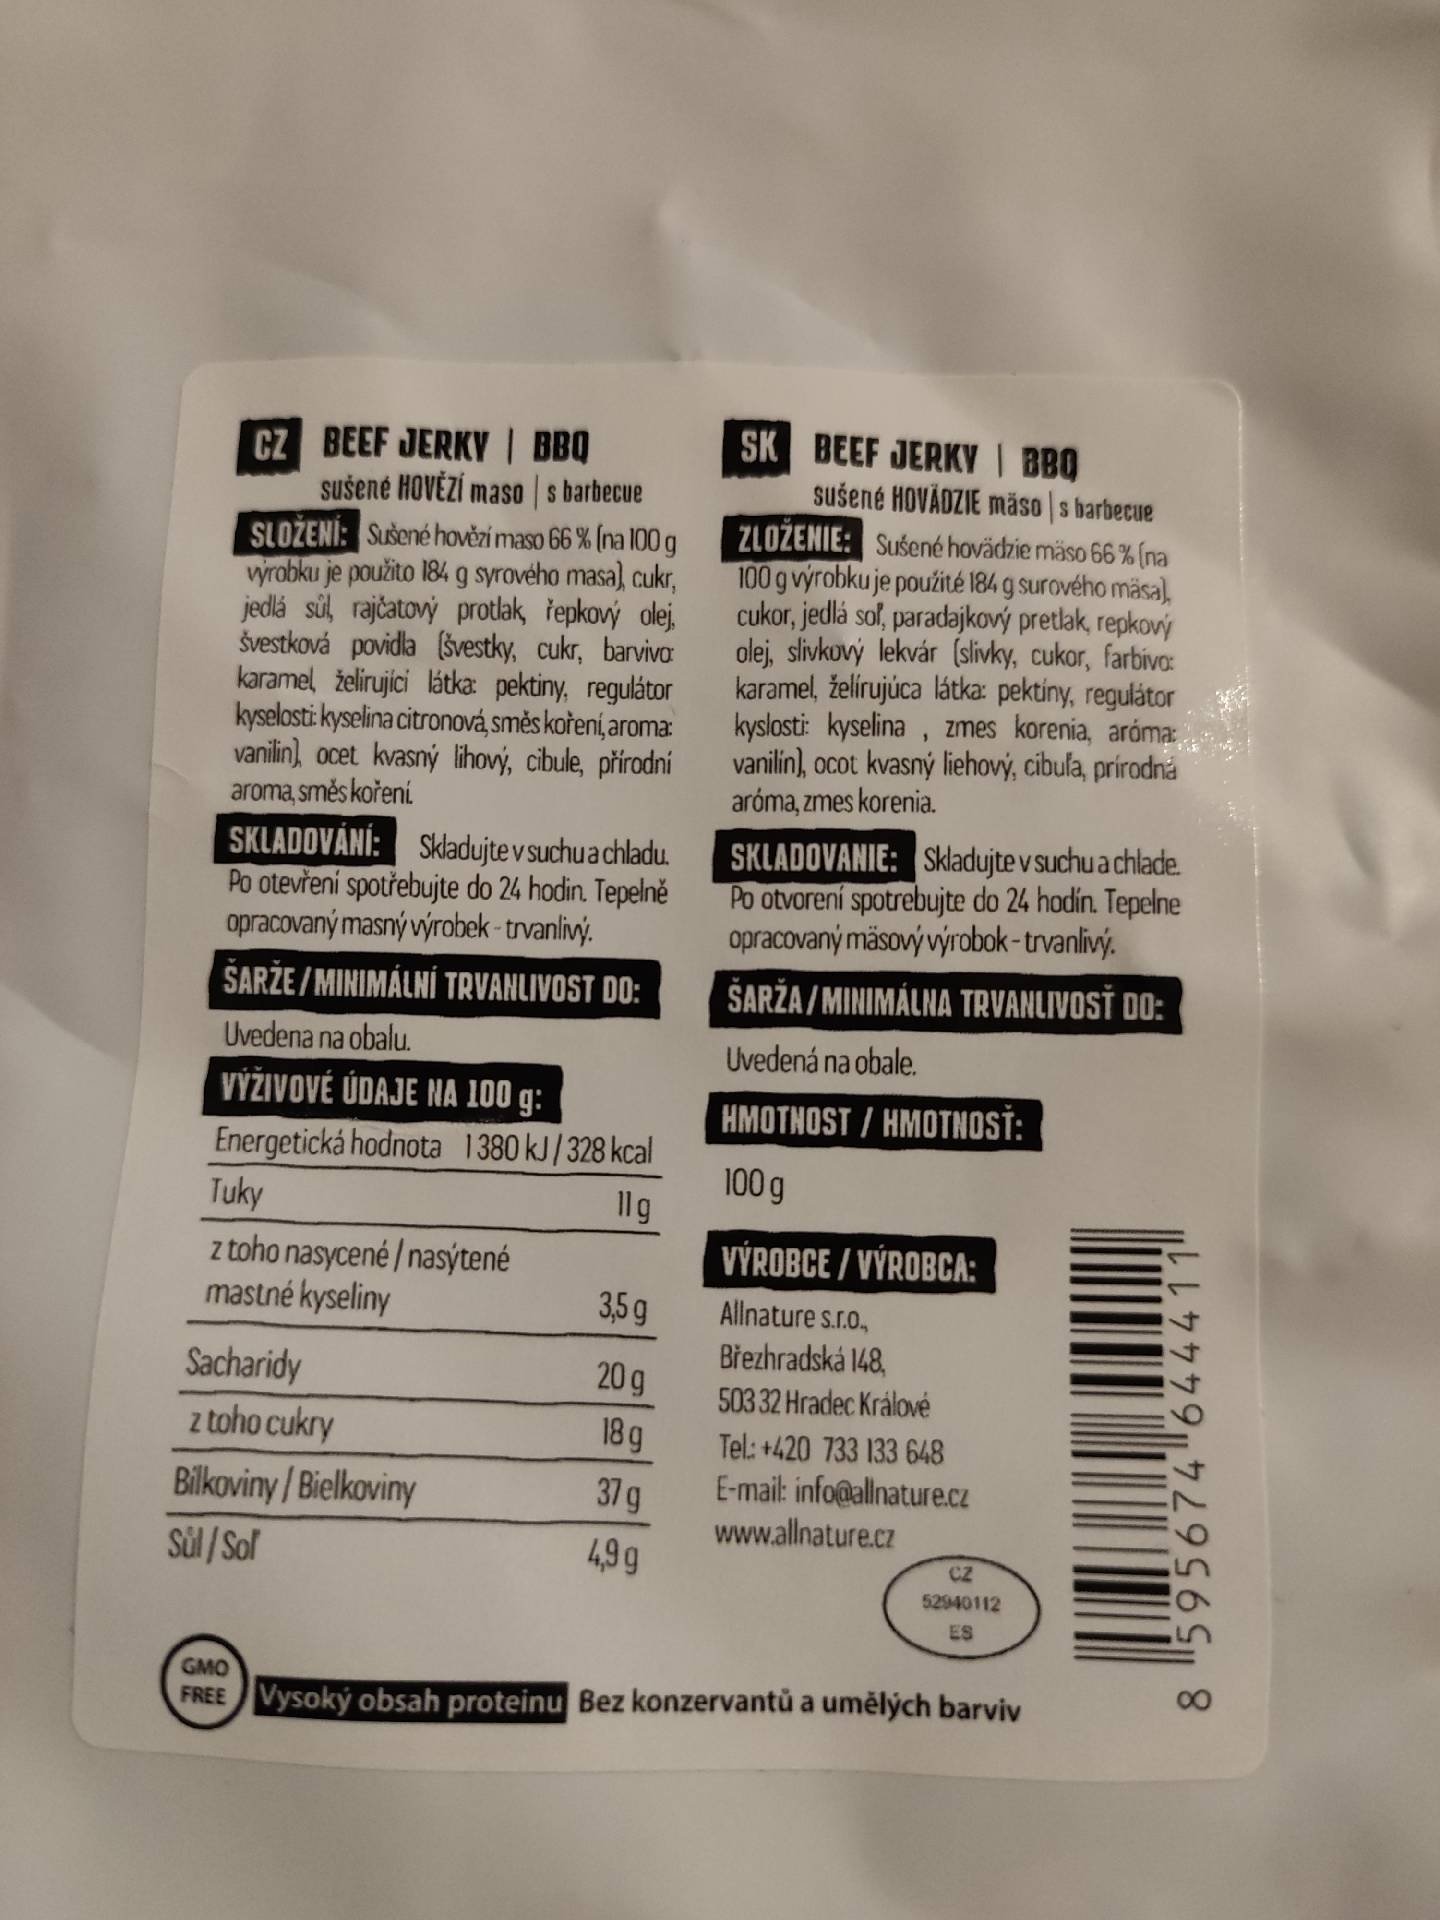 CZ BEEF JERKY | BBQ
sušené HOVĚZÍ maso | s barbecue
SLOŽENÍ: Sušené hovězí maso 66 % (na 100 g
výrobku je použito 184 g syrového masa), cukr,
jedlá sůl, rajčatový protlak, řepkový olej,
švestková povidla (švestky, cukr, barvivo:
karamel, želirující látka: pektiny, regulátor
kyselosti: kyselina citronová, směs koření, aroma:
vanilin), ocet kvasný lihový, cibule, přírodní
aroma, směs koření.
SKLADOVÁNÍ: Skladujte v suchu a chladu.
Po otevření spotřebujte do 24 hodin. Tepelně
opracovaný masný výrobek - trvanlivý.
ŠARŽE / MINIMÁLNÍ TRVANLIVOST DO:
Uvedena na obalu.
VÝŽIVOVÉ ÚDAJE NA 100 g:
Energetická hodnota 1 380 kJ / 328 kcal
Tuky 11 g
z toho nasycené / nasýtené
mastné kyseliny 3,5 g
Sacharidy 20 g
z toho cukry 18 g
Bílkoviny / Bielkoviny 37 g
Sůl / Soľ 4,9 g
SK BEEF JERKY | BBQ
sušené HOVÄDZIE mäso | s barbecue
ZLOŽENIE: Sušené hovädzie mäso 66 % (na
100 g výrobku je použité 184 g surového mäsa),
cukor, jedlá soľ, paradajkový pretlak, repkový
olej, slivkový lekvár (slivky, cukor, farbivo:
karamel, želírujúca látka: pektíny, regulátor
kyslosti: kyselina , zmes korenia, aróma:
vanilín), ocot kvasný liehový, cibuľa, prírodná
aróma, zmes korenia.
SKLADOVANIE: Skladujte v suchu a chlade.
Po otvorení spotrebujte do 24 hodín. Tepelne
opracovaný mäsový výrobok - trvanlivý.
ŠARŽA / MINIMÁLNA TRVANLIVOSŤ DO:
Uvedená na obale.
HMOTNOST / HMOTNOSŤ:
100 g
VÝROBCE / VÝROBCA:
Allnature s.r.o.,
Březhradská 148,
503 32 Hradec Králové
Tel.: +420 733 133 648
E-mail: info@allnature.cz
www.allnature.cz
CZ
52940112
ES
8 595674 644411
GMO
FREE
Vysoký obsah proteinu Bez konzervantů a umělých barviv